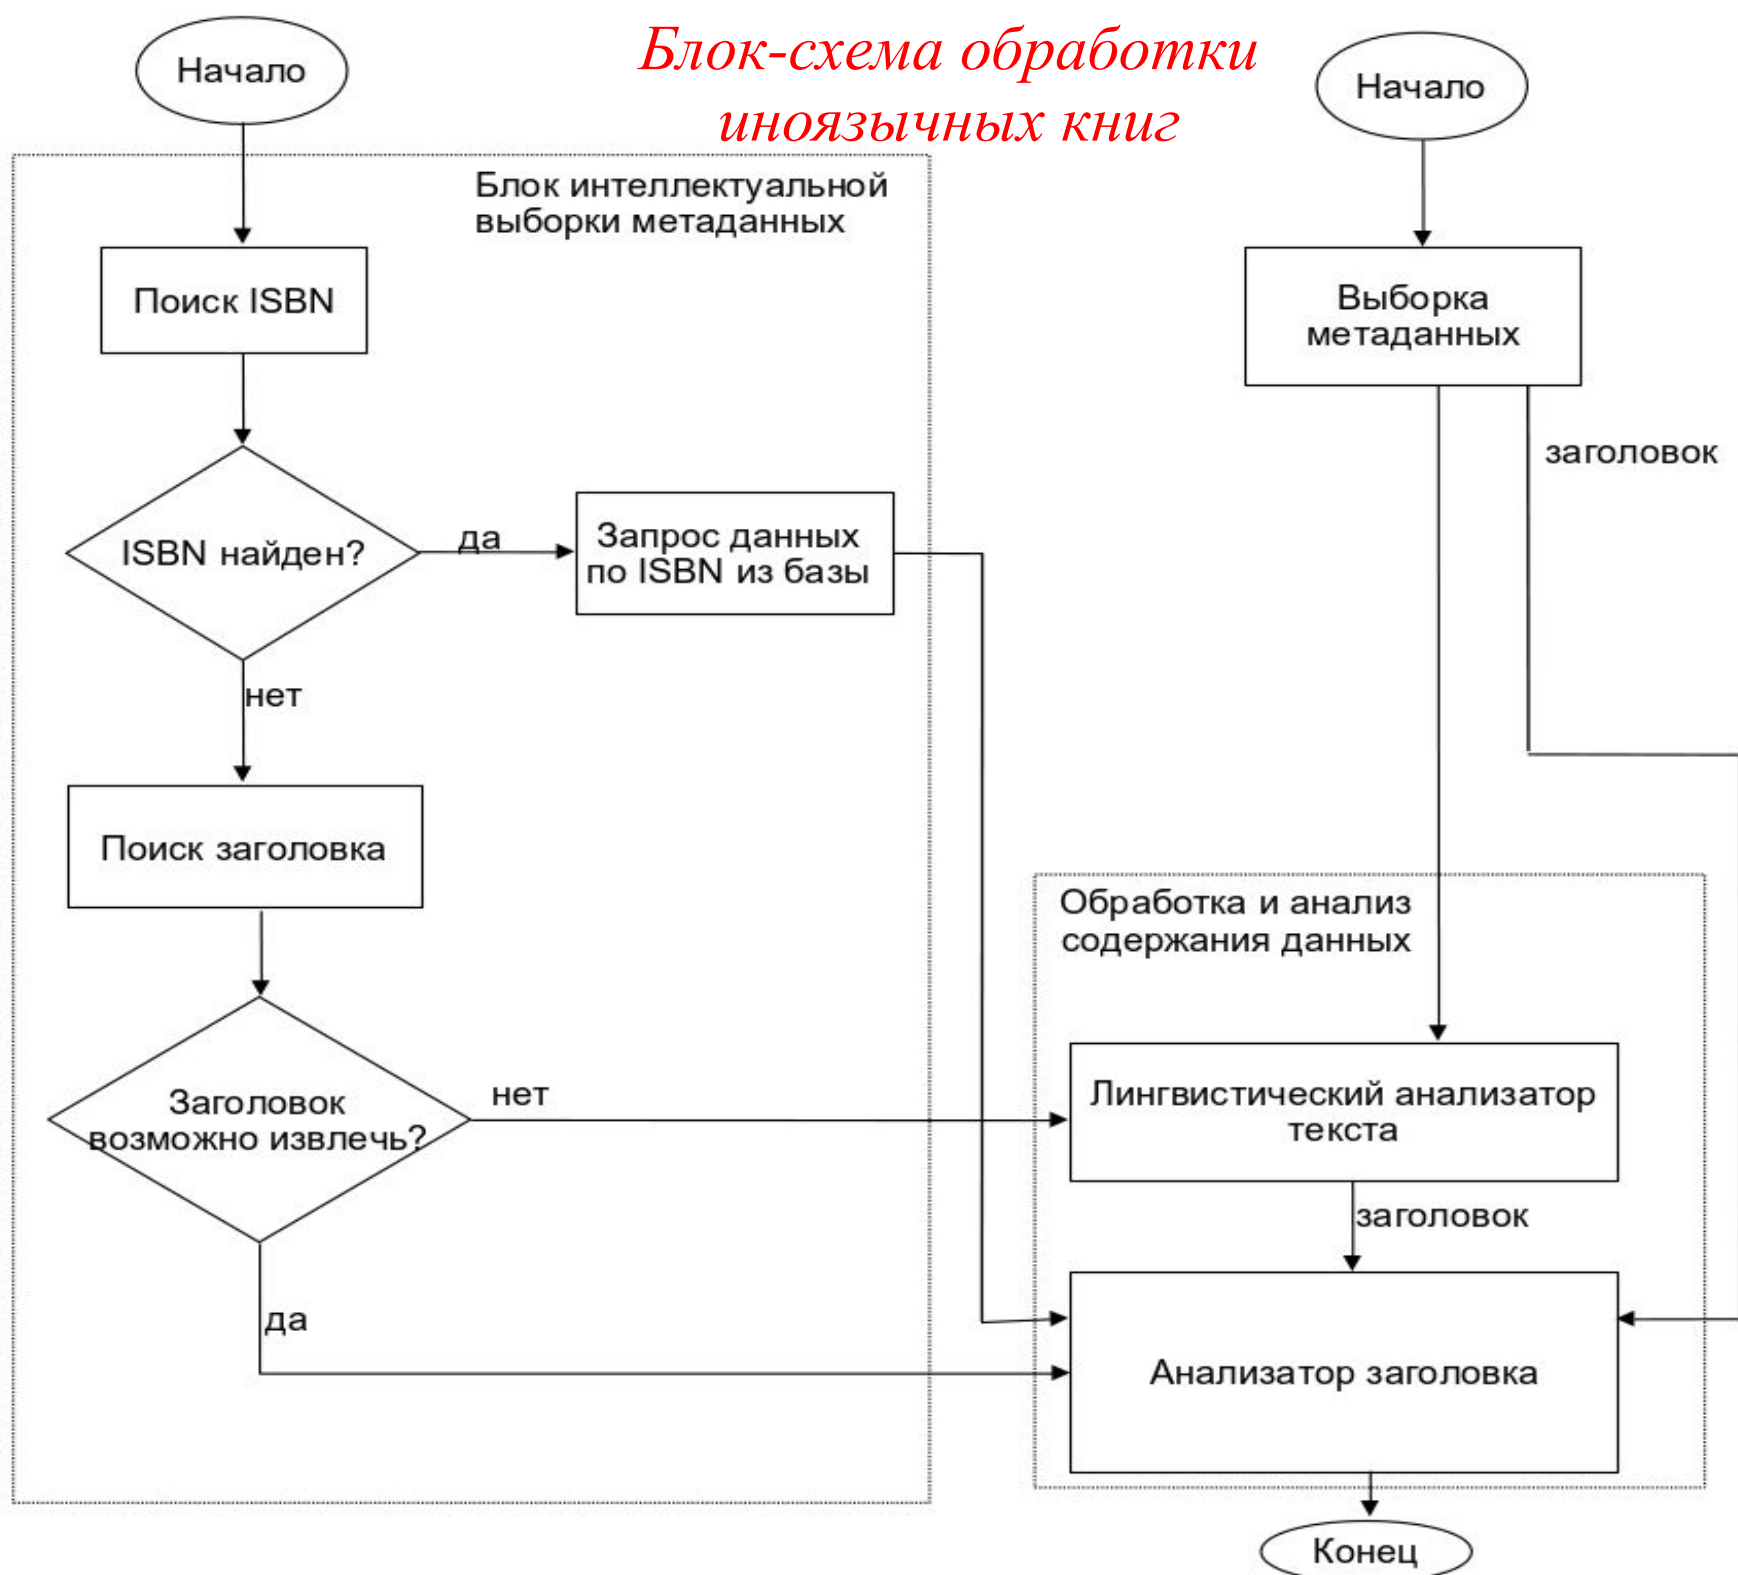 Блок-схема обработки
иноязычных книг
Начало
Начало
Блок интеллектуальной
выборки метаданных
Поиск ISBN
Выборка
метаданных
заголовок
ISBN найден?
да
Запрос данных
по ISBN из базы
нет
Поиск заголовка
Обработка и анализ
содержания данных
Заголовок
возможно извлечь?
нет
Лингвистический анализатор
текста
заголовок
да
Анализатор заголовка
Конец